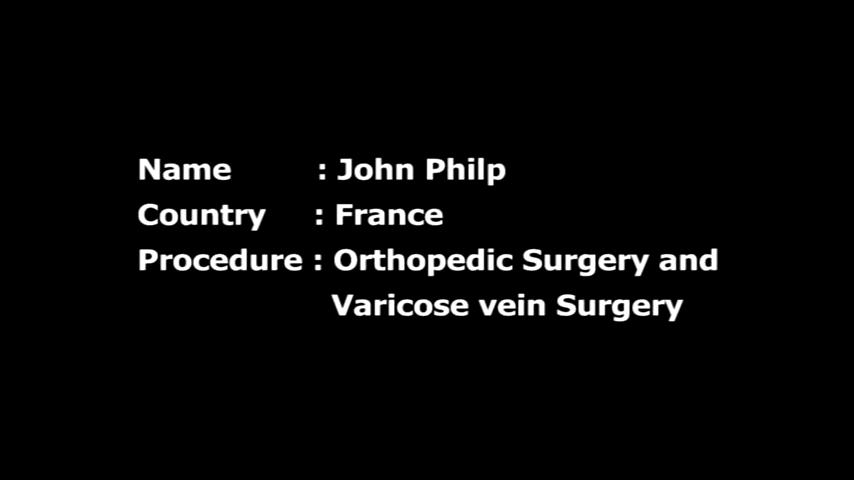 Name : John Philp
Country : France
Procedure : Orthopedic Surgery and
Varicose vein Surgery